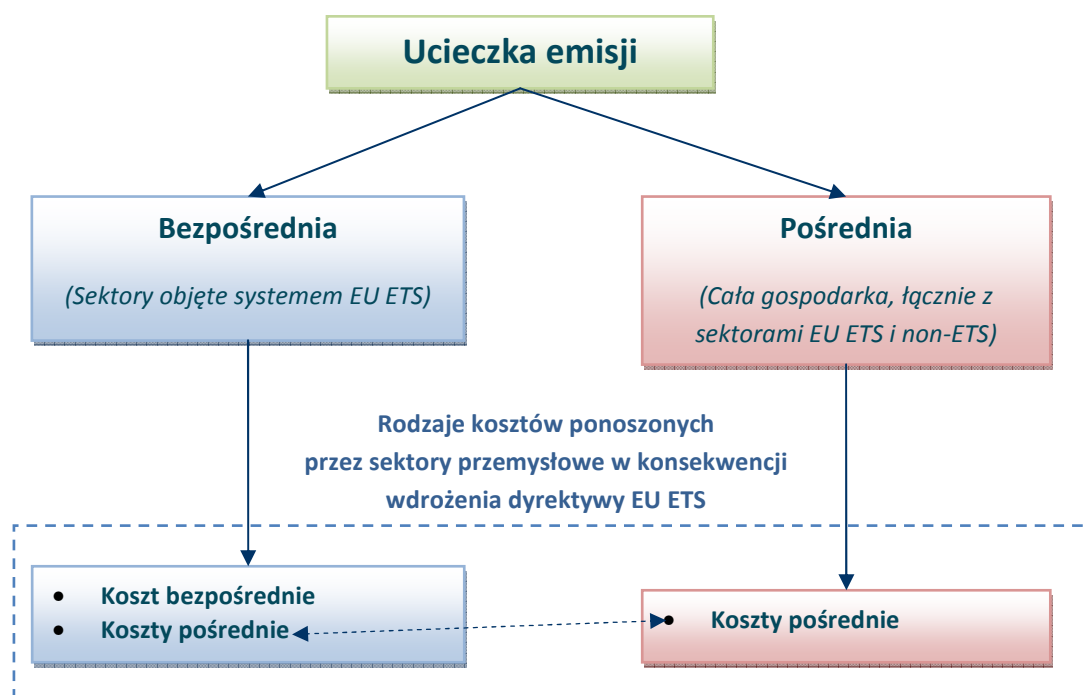 Ucieczka emisji
Bezpośrednia
(Sektory objęte systemem EU ETS)
Pośrednia
(Cała gospodarka, łącznie z
sektorami EU ETS i non-ETS)
Rodzaje kosztów ponoszonych
przez sektory przemysłowe w konsekwencji
wdrożenia dyrektywy EU ETS
• Koszt bezpośrednie
• Koszty pośrednie
• Koszty pośrednie